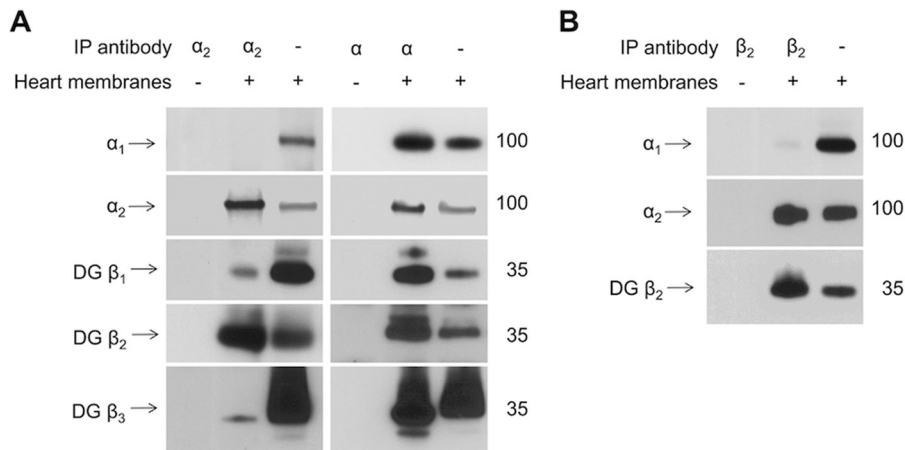 A
IP antibody α₂ α₂ - α α -
Heart membranes - + + - + +
α₁ → 100
α₂ → 100
DG β₁ → 35
DG β₂ → 35
DG β₃ → 35
B
IP antibody β₂ β₂ -
Heart membranes - + +
α₁ → 100
α₂ → 100
DG β₂ → 35